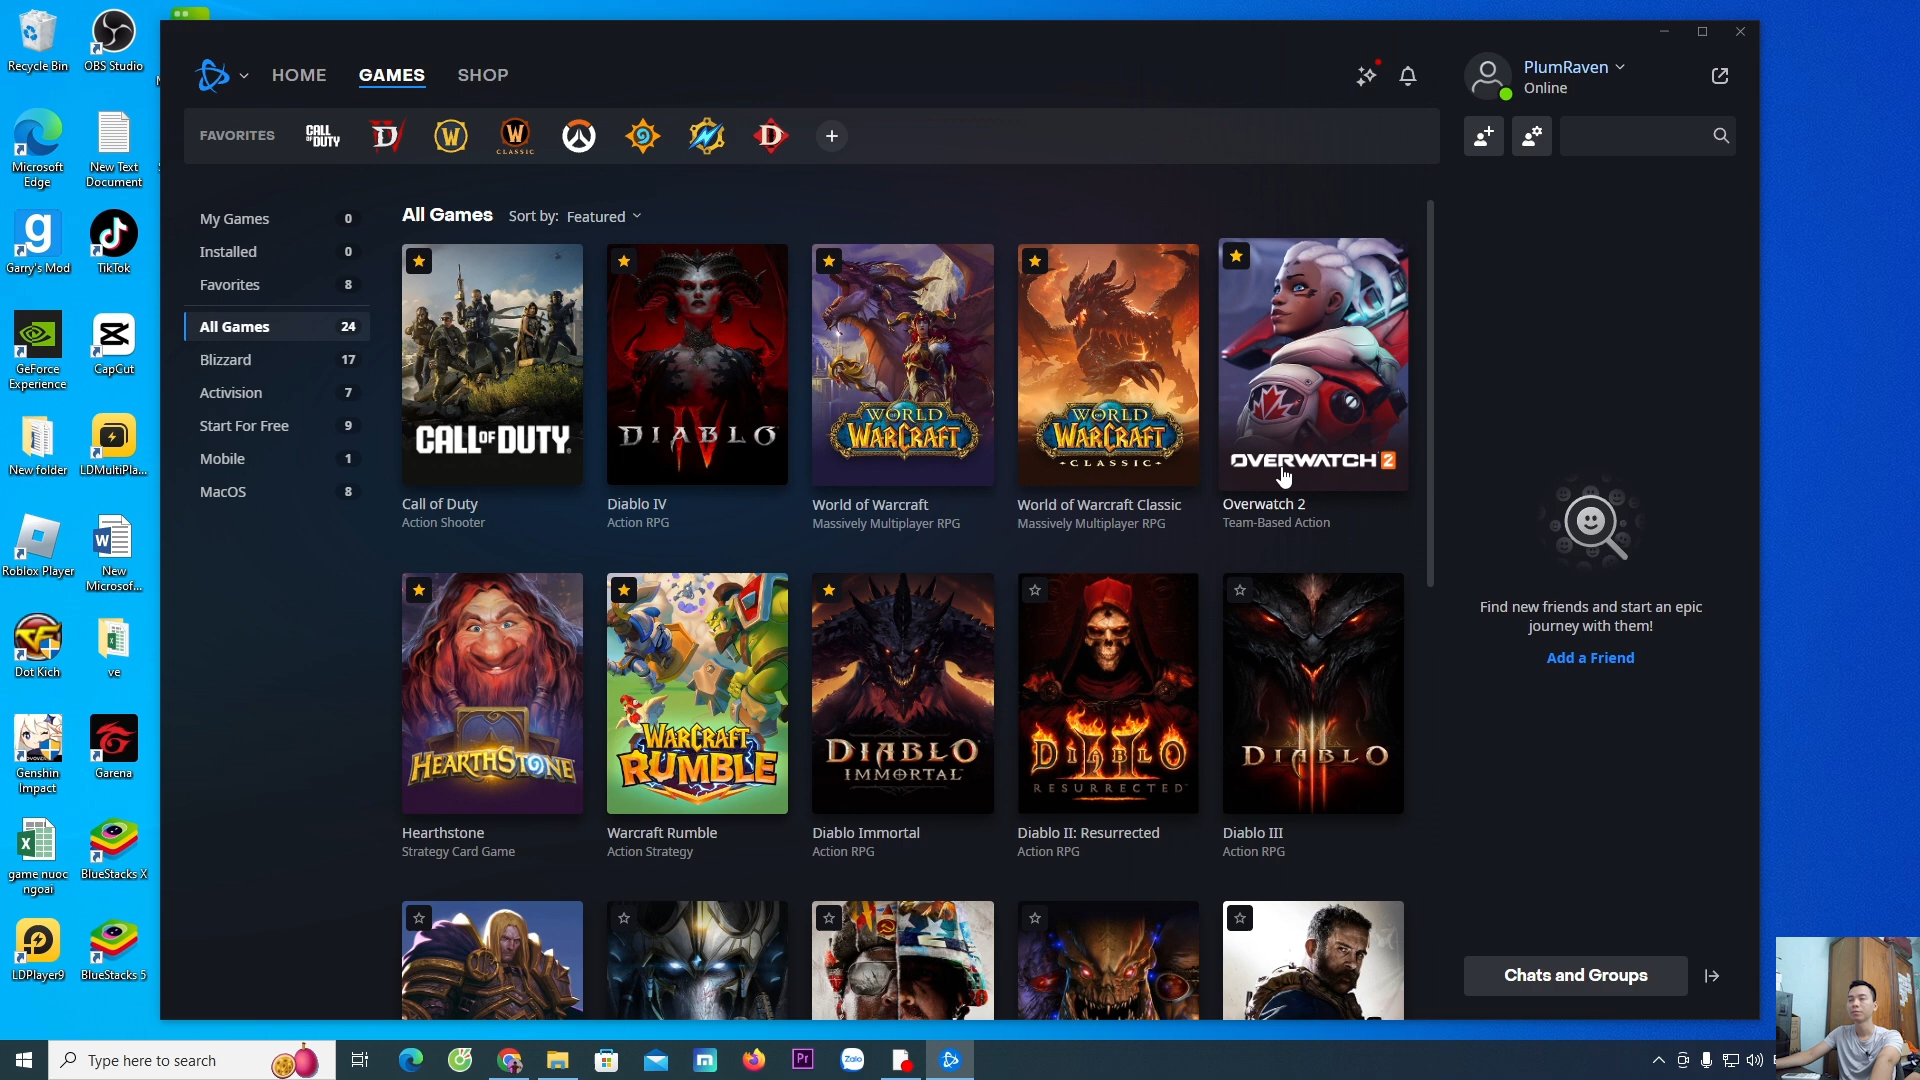 Recycle Bin
OBS Studio
Microsoft
Edge
New Text
Document
Garry's Mod
TikTok
GeForce
Experience
CapCut
New folder
LDMultiPla...
Roblox Player
New
Microsof...
Dot Kich
ve
Genshin
Impact
Garena
game nuoc
ngoai
BlueStacks X
LDPlayer9
BlueStacks 5
HOME
GAMES
SHOP
PlumRaven
Online
FAVORITES
CALL OF DUTY
CLASSIC
My Games 0
Installed 0
Favorites 8
All Games 24
Blizzard 17
Activision 7
Start For Free 9
Mobile 1
MacOS 8
All Games
Sort by: Featured
CALL OF DUTY
DIABLO IV
WORLD OF WARCRAFT
WORLD OF WARCRAFT
CLASSIC
OVERWATCH 2
Call of Duty
Action Shooter
Diablo IV
Action RPG
World of Warcraft
Massively Multiplayer RPG
World of Warcraft Classic
Massively Multiplayer RPG
Overwatch 2
Team-Based Action
HEARTHSTONE
WARCRAFT
RUMBLE
DIABLO
IMMORTAL
DIABLO II
RESURRECTED
DIABLO III
Hearthstone
Strategy Card Game
Warcraft Rumble
Action Strategy
Diablo Immortal
Action RPG
Diablo II: Resurrected
Action RPG
Diablo III
Action RPG
Find new friends and start an epic
journey with them!
Add a Friend
Chats and Groups
Type here to search
Pr
Zalo